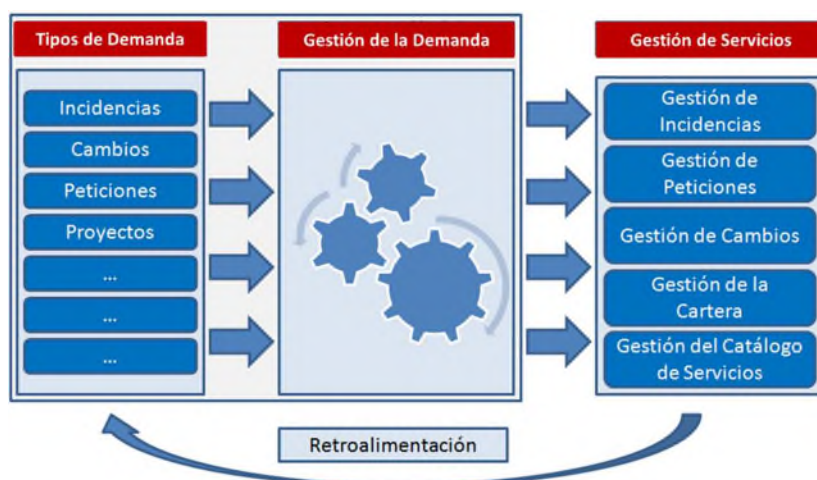 Tipos de Demanda
Incidencias
Cambios
Peticiones
Proyectos
...
...
...
Gestión de la Demanda
Gestión de Servicios
Gestión de
Incidencias
Gestión de
Peticiones
Gestión de Cambios
Gestión de la
Cartera
Gestión del Catálogo
de Servicios
Retroalimentación